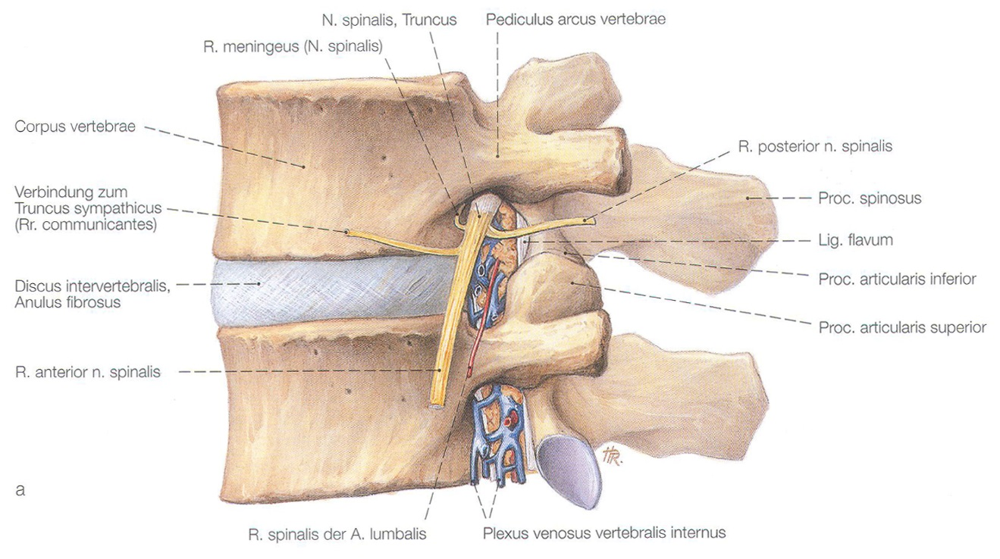 N. spinalis, Truncus
Pediculus arcus vertebrae
R. meningeus (N. spinalis)
Corpus vertebrae
R. posterior n. spinalis
Verbindung zum
Truncus sympathicus
(Rr. communicantes)
Proc. spinosus
Lig. flavum
Proc. articularis inferior
Discus intervertebralis,
Anulus fibrosus
Proc. articularis superior
R. anterior n. spinalis
HR.
a
R. spinalis der A. lumbalis
Plexus venosus vertebralis internus